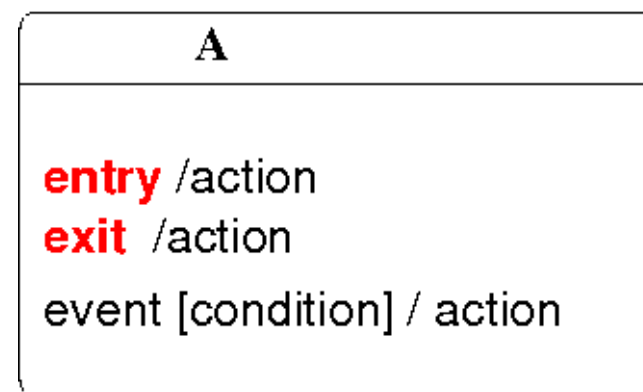 A
entry /action
exit /action
event [condition] / action